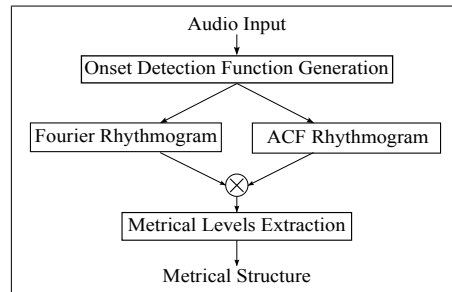 Audio Input
Onset Detection Function Generation
Fourier Rhythmogram
ACF Rhythmogram
Metrical Levels Extraction
Metrical Structure